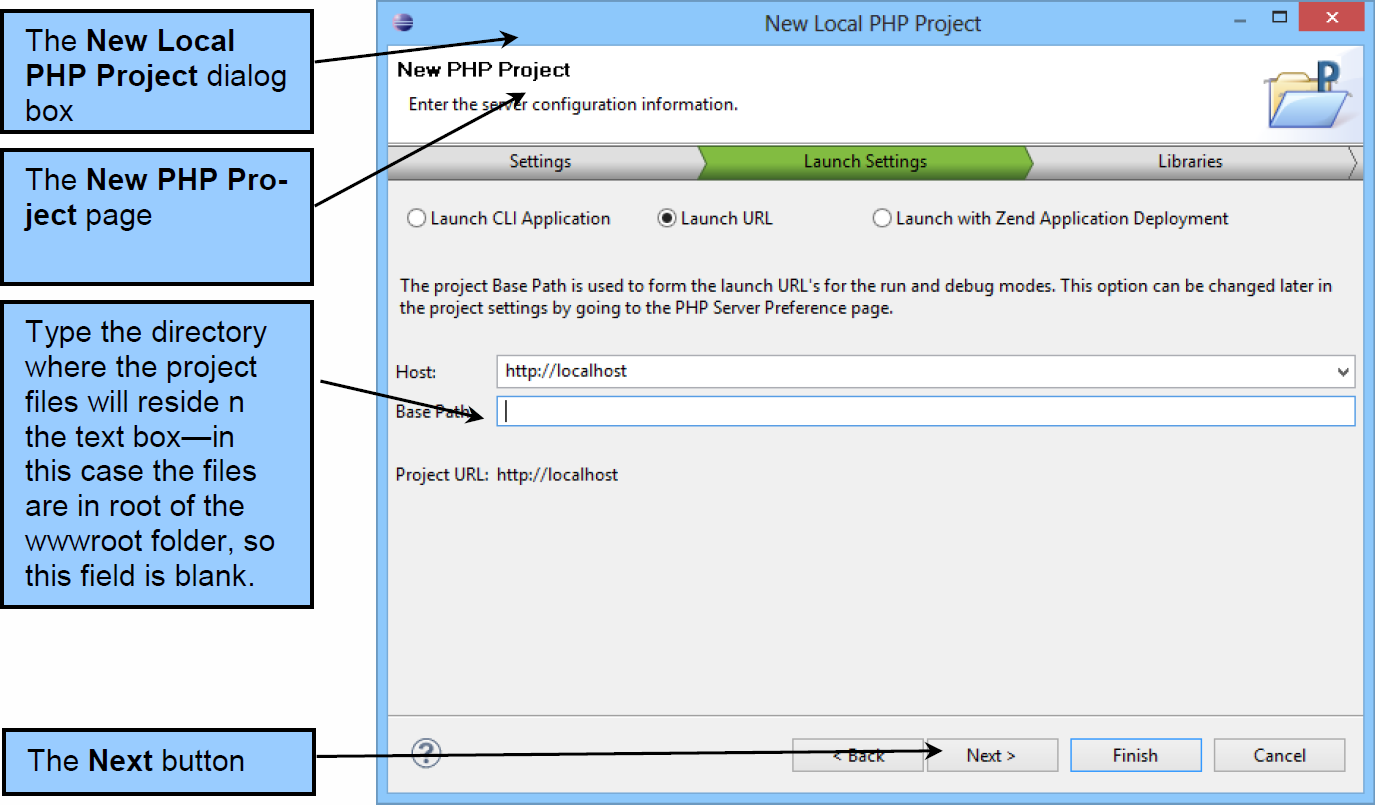 The New Local
PHP Project dialog
box
The New PHP Pro-
ject page
Type the directory
where the project
files will reside n
the text box—in
this case the files
are in root of the
wwwroot folder, so
this field is blank.
The Next button
New Local PHP Project
New PHP Project
Enter the server configuration information.
P
Settings Launch Settings Libraries
Launch CLI Application Launch URL Launch with Zend Application Deployment
The project Base Path is used to form the launch URL's for the run and debug modes. This option can be changed later in
the project settings by going to the PHP Server Preference page.
Host: http://localhost
Base Path
Project URL: http://localhost
? < Back Next > Finish Cancel